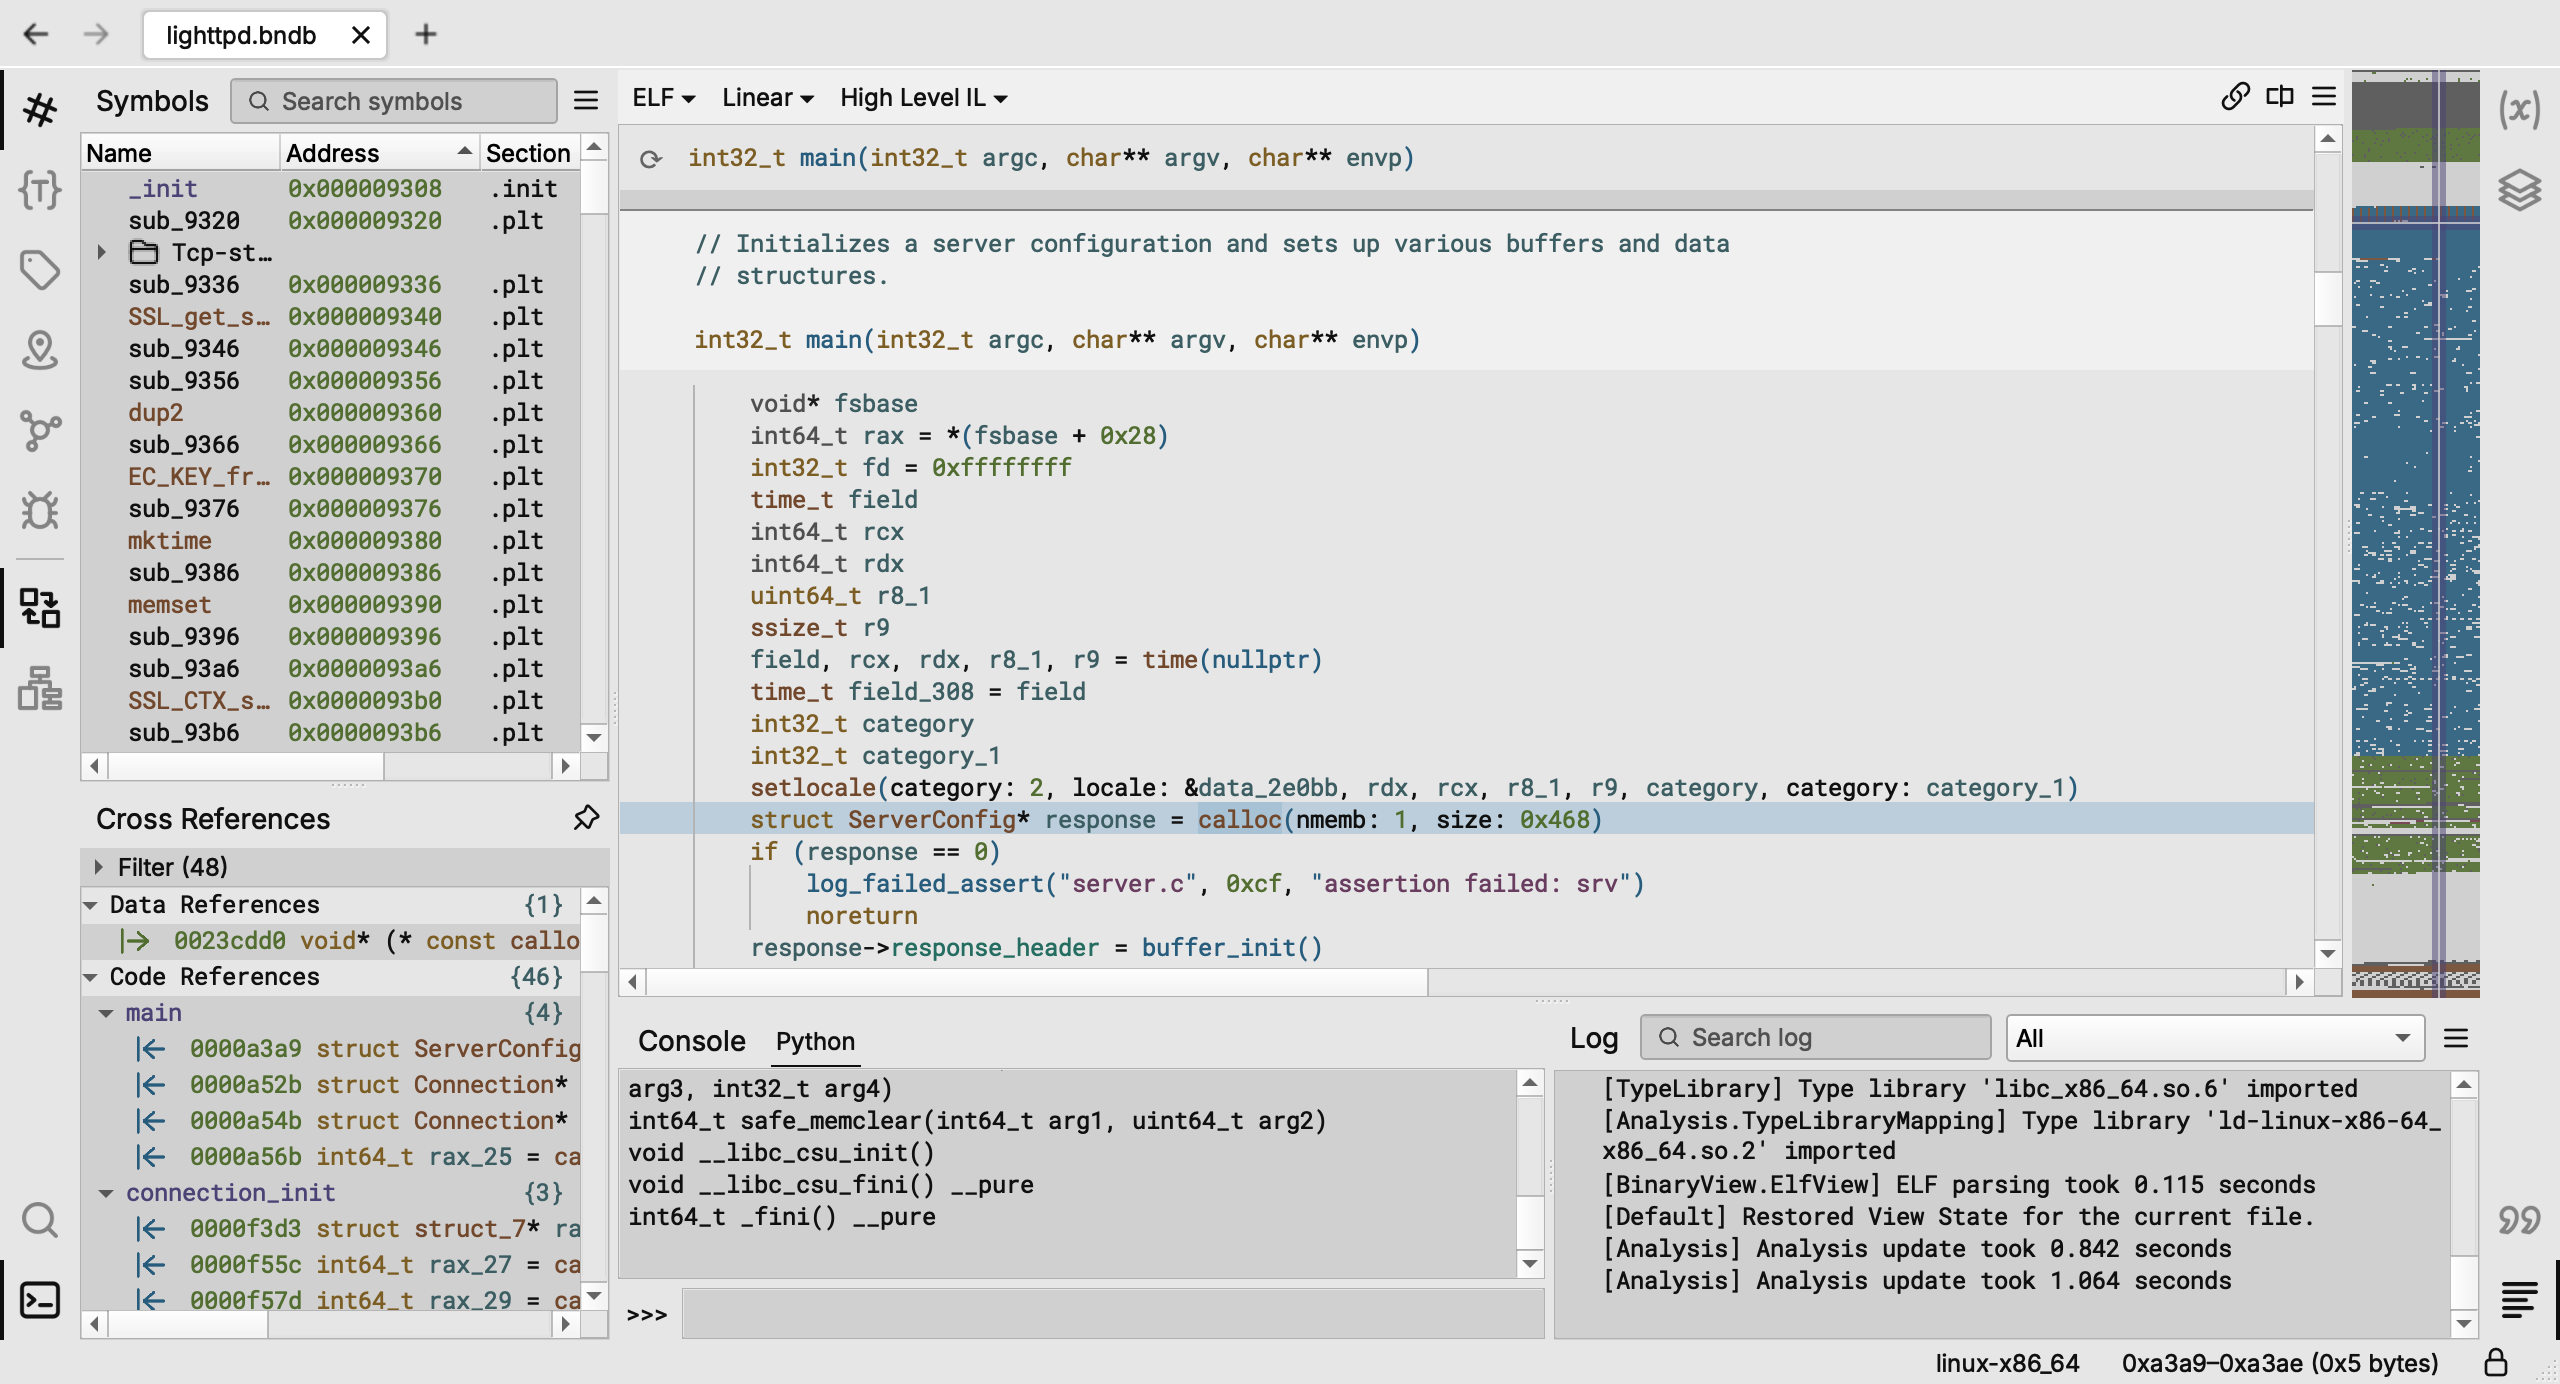 lighttpd.bndb
Symbols
Search symbols
Name Address Section
_init 0x000009308 .init
sub_9320 0x000009320 .plt
Tcp-st…
sub_9336 0x000009336 .plt
SSL_get_s… 0x000009340 .plt
sub_9346 0x000009346 .plt
sub_9356 0x000009356 .plt
dup2 0x000009360 .plt
sub_9366 0x000009366 .plt
EC_KEY_fr… 0x000009370 .plt
sub_9376 0x000009376 .plt
mktime 0x000009380 .plt
sub_9386 0x000009386 .plt
memset 0x000009390 .plt
sub_9396 0x000009396 .plt
sub_93a6 0x0000093a6 .plt
SSL_CTX_s… 0x0000093b0 .plt
sub_93b6 0x0000093b6 .plt
Cross References
Filter (48)
Data References {1}
0023cdd0 void* (* const callo
Code References {46}
main {4}
0000a3a9 struct ServerConfig
0000a52b struct Connection*
0000a54b struct Connection*
0000a56b int64_t rax_25 = ca
connection_init {3}
0000f3d3 struct struct_7* ra
0000f55c int64_t rax_27 = ca
0000f57d int64_t rax_29 = ca
ELF Linear High Level IL
int32_t main(int32_t argc, char** argv, char** envp)
// Initializes a server configuration and sets up various buffers and data
// structures.
int32_t main(int32_t argc, char** argv, char** envp)
void* fsbase
int64_t rax = *(fsbase + 0x28)
int32_t fd = 0xffffffff
time_t field
int64_t rcx
int64_t rdx
uint64_t r8_1
ssize_t r9
field, rcx, rdx, r8_1, r9 = time(nullptr)
time_t field_308 = field
int32_t category
int32_t category_1
setlocale(category: 2, locale: &data_2e0bb, rdx, rcx, r8_1, r9, category, category: category_1)
struct ServerConfig* response = calloc(nmemb: 1, size: 0x468)
if (response == 0)
log_failed_assert("server.c", 0xcf, "assertion failed: srv")
noreturn
response->response_header = buffer_init()
Console Python
arg3, int32_t arg4)
int64_t safe_memclear(int64_t arg1, uint64_t arg2)
void __libc_csu_init()
void __libc_csu_fini() __pure
int64_t _fini() __pure
>>>
Log
Search log
All
[TypeLibrary] Type library 'libc_x86_64.so.6' imported
[Analysis.TypeLibraryMapping] Type library 'ld-linux-x86-64_
x86_64.so.2' imported
[BinaryView.ElfView] ELF parsing took 0.115 seconds
[Default] Restored View State for the current file.
[Analysis] Analysis update took 0.842 seconds
[Analysis] Analysis update took 1.064 seconds
linux-x86_64 0xa3a9–0xa3ae (0x5 bytes)